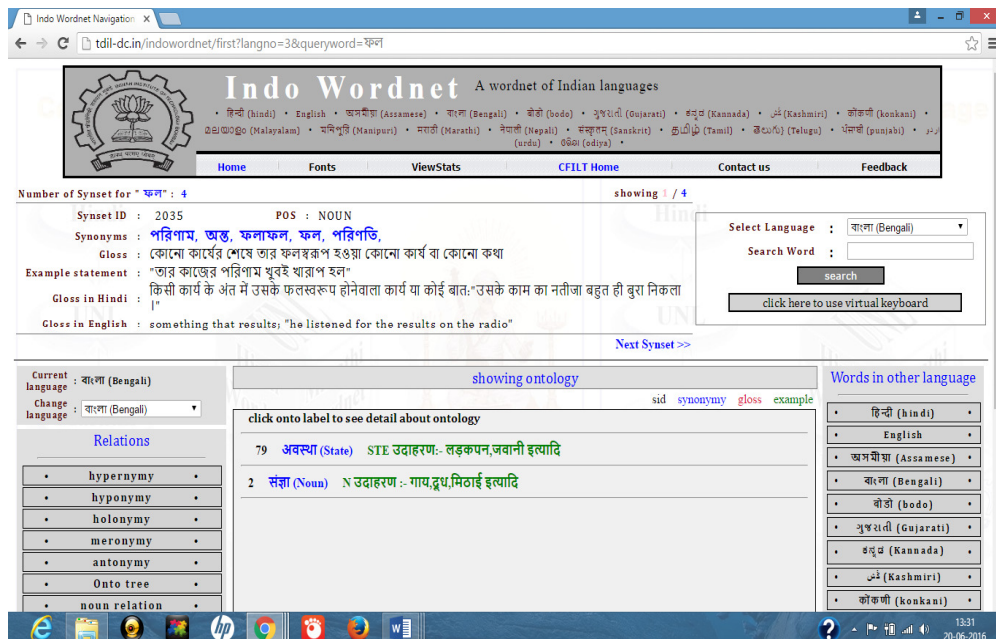 Indo Wordnet Navigation
tdil-dc.in/indowordnet/first?langno=3&queryword=ফল
Indo Wordnet A wordnet of Indian languages
• हिन्दी (hindi) • English • অসমীয়া (Assamese) • বাংলা (Bengali) • बोडो (bodo) • ગુજરાતી (Gujarati) • ಕನ್ನಡ (Kannada) • (Kashmiri) • कोंकणी (konkani) •
മലയാളം (Malayalam) • মনিপুরি (Manipuri) • मराठी (Marathi) • नेपाली (Nepali) • संस्कृतम् (Sanskrit) • தமிழ் (Tamil) • తెలుగు (Telugu) • ਪੰਜਾਬੀ (punjabi) • اردو
(urdu) • ଓଡିଆ (odiya) •
Home Fonts ViewStats CFILT Home Contact us Feedback
Number of Synset for " ফল" : 4 showing 1 / 4
Synset ID : 2035 POS : NOUN
Synonyms : পরিণাম, অন্ত, ফলাফল, ফল, পরিণতি,
Gloss : কোনো কার্যের শেষে তার ফলস্বরূপ হওয়া কোনো কার্য বা কোনো কথা
Example statement : "তার কাজের পরিণাম খুবই খারাপ হল"
Gloss in Hindi : किसी कार्य के अंत में उसके फलस्वरूप होनेवाला कार्य या कोई बात:"उसके काम का नतीजा बहुत ही बुरा निकला
।"
Gloss in English : something that results; "he listened for the results on the radio"
Next Synset >>
Select Language : বাংলা (Bengali)
Search Word :
search
click here to use virtual keyboard
Current language : বাংলা (Bengali)
Change language : বাংলা (Bengali)
Relations
• hypernymy •
• hyponymy •
• holonymy •
• meronymy •
• antonymy •
• Onto tree •
• noun relation •
showing ontology
sid synonymy gloss example
click onto label to see detail about ontology
79 अवस्था (State) STE उदाहरण:- लड़कपन,जवानी इत्यादि
2 संज्ञा (Noun) N उदाहरण :- गाय,दूध,मिठाई इत्यादि
Words in other language
• हिन्दी (hindi) •
• English •
• অসমীয়া (Assamese) •
• বাংলা (Bengali) •
• बोडो (bodo) •
• ગુજરાતી (Gujarati) •
• ಕನ್ನಡ (Kannada) •
• (Kashmiri) •
• कोंकणी (konkani) •
13:31
20-06-2016